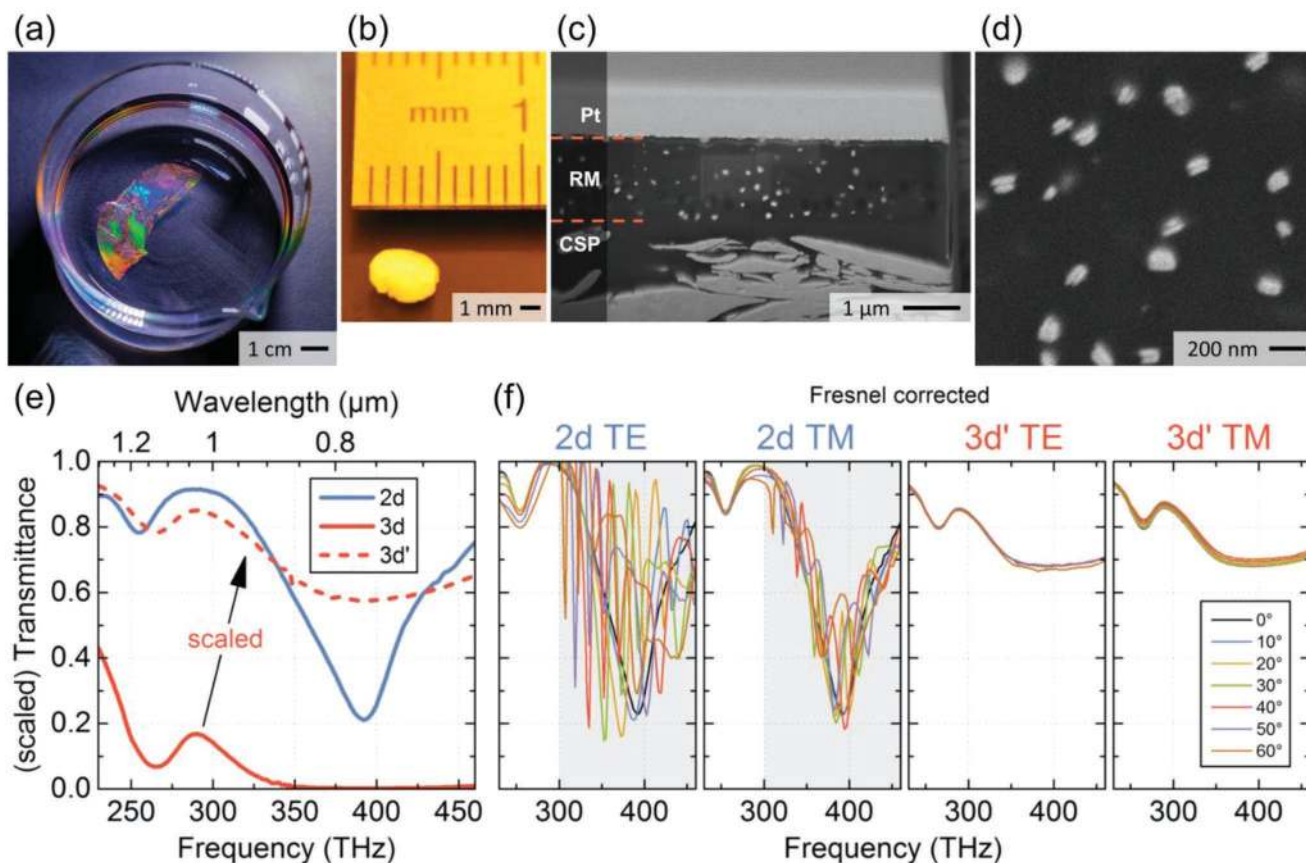 (a)
1 cm
(b)
mm
1
1 mm
(c)
Pt
RM
CSP
1 µm
(d)
200 nm
(e)
Wavelength (µm)
1.2 1 0.8
(scaled) Transmittance
1.0
0.8
0.6
0.4
0.2
0.0
2d
3d
3d'
scaled
250 300 350 400 450
Frequency (THz)
(f)
Fresnel corrected
2d TE 2d TM 3d' TE 3d' TM
0°
10°
20°
30°
40°
50°
60°
300 400 300 400 300 400 300 400
Frequency (THz)